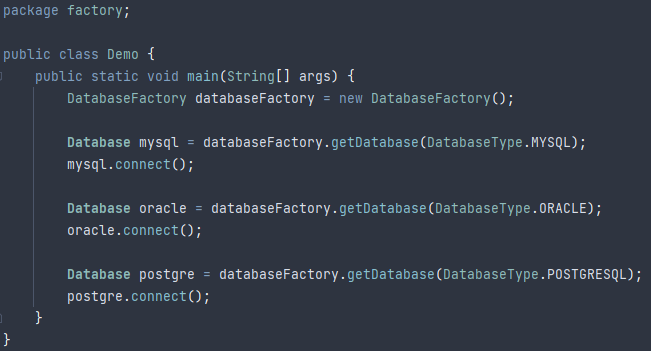 package factory;
public class Demo {
public static void main(String[] args) {
DatabaseFactory databaseFactory = new DatabaseFactory();
Database mysql = databaseFactory.getDatabase(DatabaseType.MYSQL);
mysql.connect();
Database oracle = databaseFactory.getDatabase(DatabaseType.ORACLE);
oracle.connect();
Database postgre = databaseFactory.getDatabase(DatabaseType.POSTGRESQL);
postgre.connect();
}
}